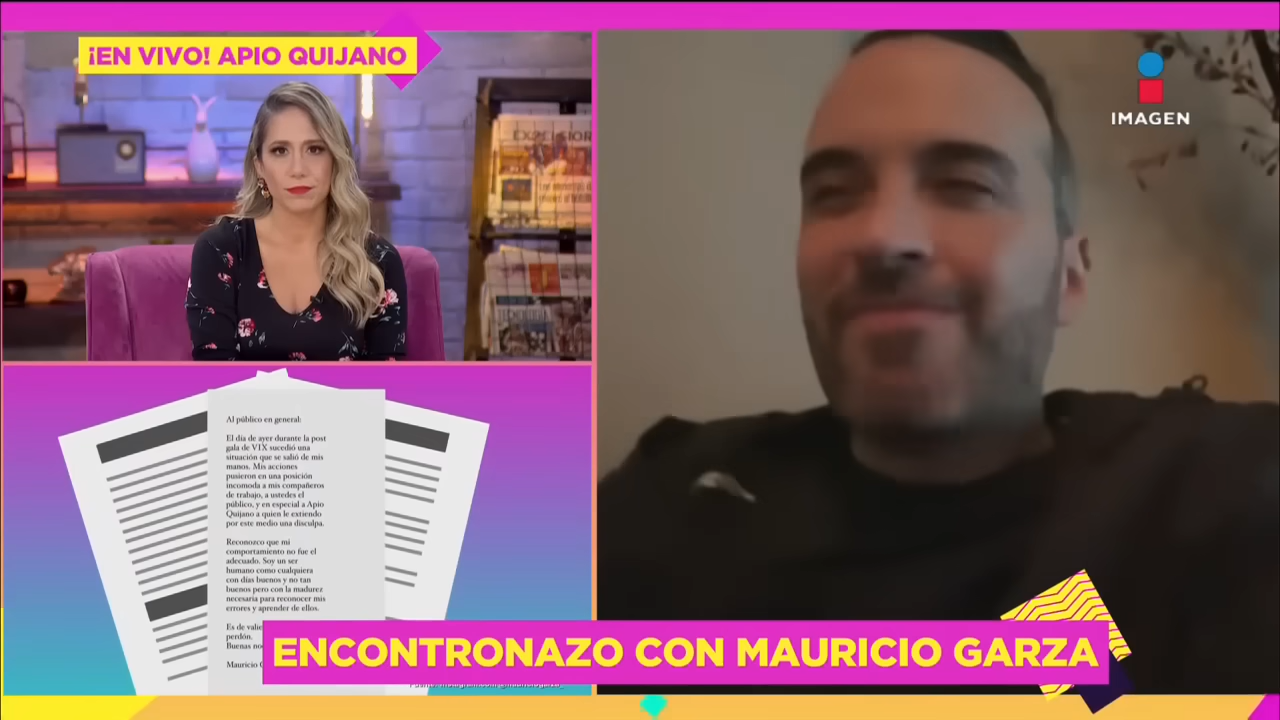 ¡EN VIVO! APIO QUIJANO
IMAGEN
EXCELSIOR
Al público en general:
El día de ayer durante la post
gala de VIX sucedió una
situación que se salió de mis
manos. Mis acciones
pusieron en una posición
incomoda a mis compañeros
de trabajo, a ustedes el
público, y en especial a Apio
Quijano a quien le extiendo
por este medio una disculpa.
Reconozco que mi
comportamiento no fue el
adecuado. Soy un ser
humano como cualquiera
con días buenos y no tan
buenos pero con la madurez
necesaria para reconocer mis
errores y aprender de ellos.
Es de
perdón.
Buenas
Mauricio
ENCONTRONAZO CON MAURICIO GARZA